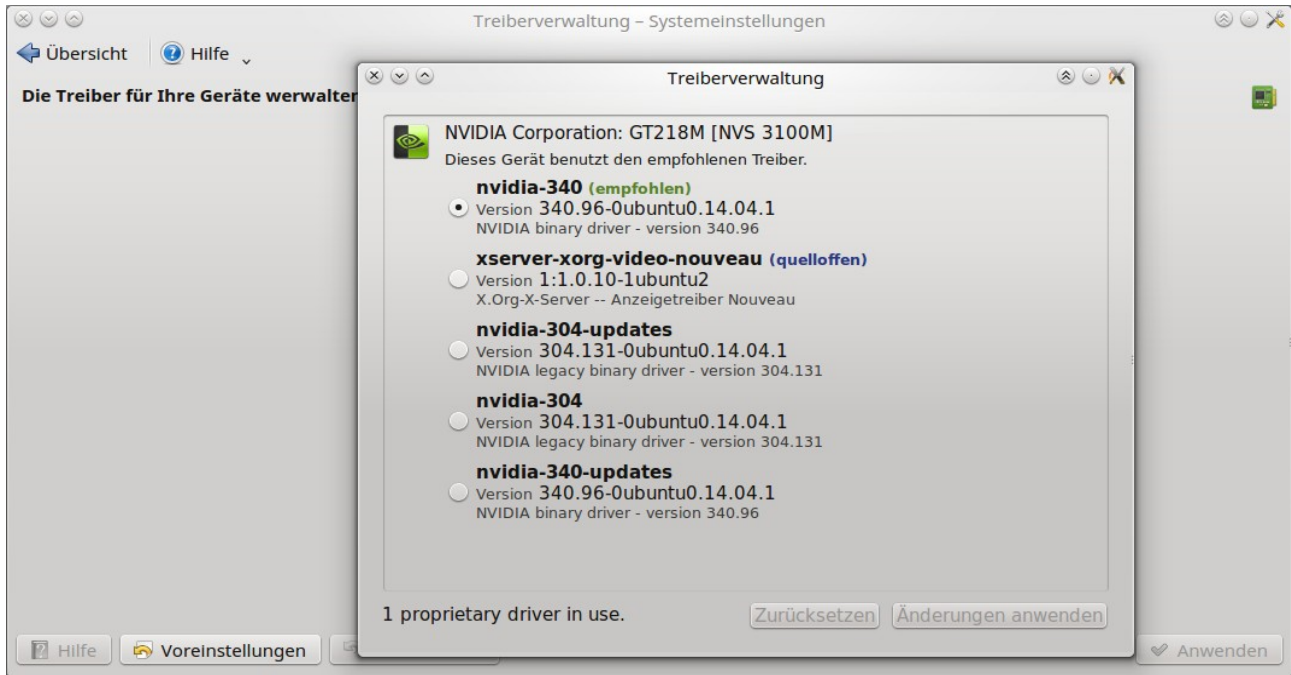 Treiberverwaltung – Systemeinstellungen
Übersicht
Hilfe
Die Treiber für Ihre Geräte werwalten
Treiberverwaltung
NVIDIA Corporation: GT218M [NVS 3100M]
Dieses Gerät benutzt den empfohlenen Treiber.
nvidia-340 (empfohlen)
Version 340.96-0ubuntu0.14.04.1
NVIDIA binary driver - version 340.96
xserver-xorg-video-nouveau (quelloffen)
Version 1:1.0.10-1ubuntu2
X.Org-X-Server -- Anzeigetreiber Nouveau
nvidia-304-updates
Version 304.131-0ubuntu0.14.04.1
NVIDIA legacy binary driver - version 304.131
nvidia-304
Version 304.131-0ubuntu0.14.04.1
NVIDIA legacy binary driver - version 304.131
nvidia-340-updates
Version 340.96-0ubuntu0.14.04.1
NVIDIA binary driver - version 340.96
1 proprietary driver in use.
Zurücksetzen
Änderungen anwenden
Hilfe
Voreinstellungen
Anwenden